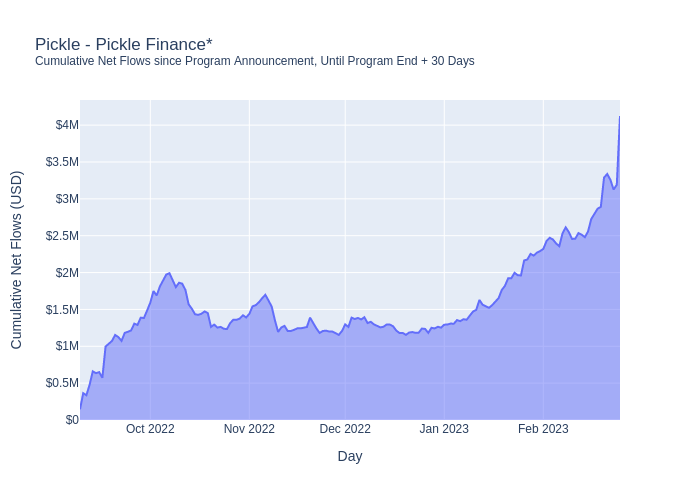 Pickle - Pickle Finance*
Cumulative Net Flows since Program Announcement, Until Program End + 30 Days
Cumulative Net Flows (USD)
$4M
$3.5M
$3M
$2.5M
$2M
$1.5M
$1M
$0.5M
$0
Oct 2022
Nov 2022
Dec 2022
Jan 2023
Feb 2023
Day